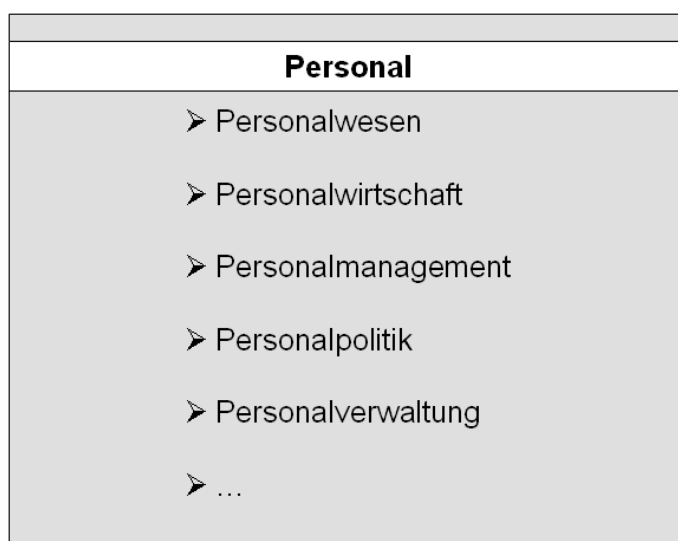 Personal
➢ Personalwesen
➢ Personalwirtschaft
➢ Personalmanagement
➢ Personalpolitik
➢ Personalverwaltung
➢ ...